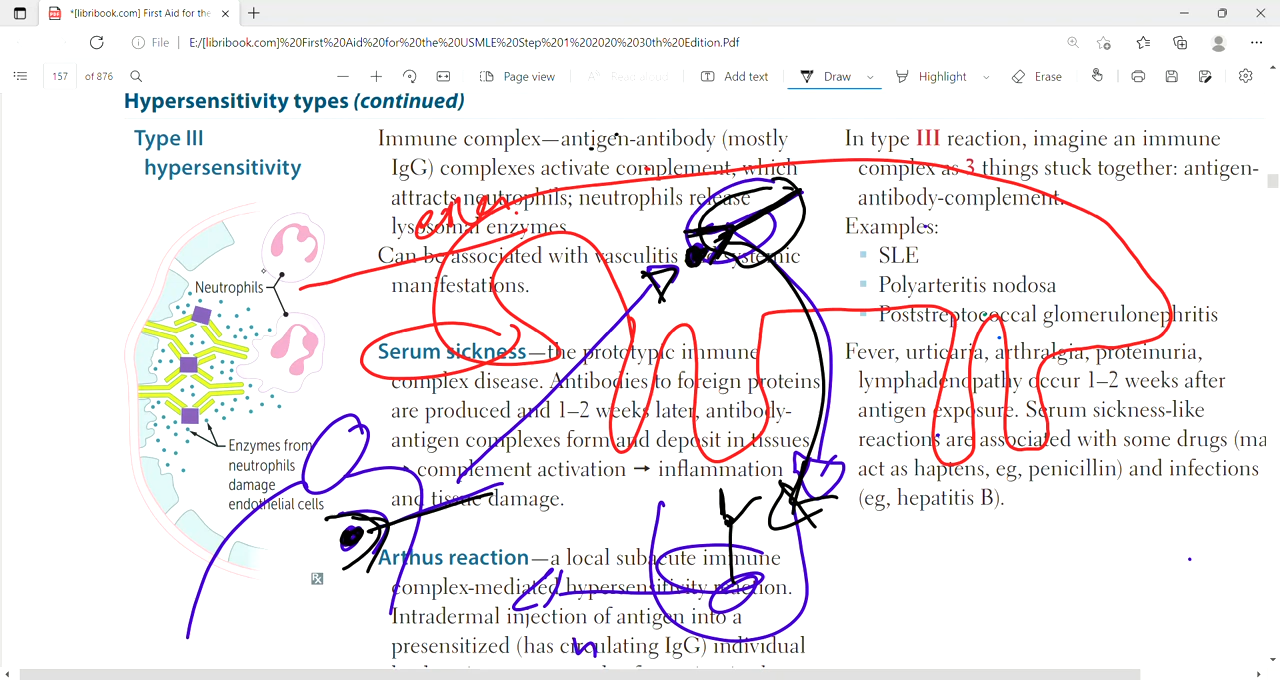 *[libribook.com] First Aid for the
File
E:/[libribook.com]%20First%20Aid%20for%20the%20USMLE%20Step%201%202020%2030th%20Edition.Pdf
157 of 876
Page view
Read aloud
Add text
Draw
Highlight
Erase
Hypersensitivity types (continued)
Type III
hypersensitivity
Neutrophils
Enzymes from
neutrophils
damage
endothelial cells
Immune complex—antigen-antibody (mostly
IgG) complexes activate complement, which
attracts neutrophils; neutrophils release
lysosomal enzymes.
Can be associated with vasculitis and systemic
manifestations.
Serum sickness—the prototypic immune
complex disease. Antibodies to foreign proteins
are produced and 1–2 weeks later, antibody-
antigen complexes form and deposit in tissues
→ complement activation → inflammation
and tissue damage.
Arthus reaction—a local subacute immune
complex-mediated hypersensitivity reaction.
Intradermal injection of antigen into a
presensitized (has circulating IgG) individual
In type III reaction, imagine an immune
complex as 3 things stuck together: antigen-
antibody-complement.
Examples:
SLE
Polyarteritis nodosa
Poststreptococcal glomerulonephritis
Fever, urticaria, arthralgia, proteinuria,
lymphadenopathy occur 1–2 weeks after
antigen exposure. Serum sickness-like
reactions are associated with some drugs (ma
act as haptens, eg, penicillin) and infections
(eg, hepatitis B).